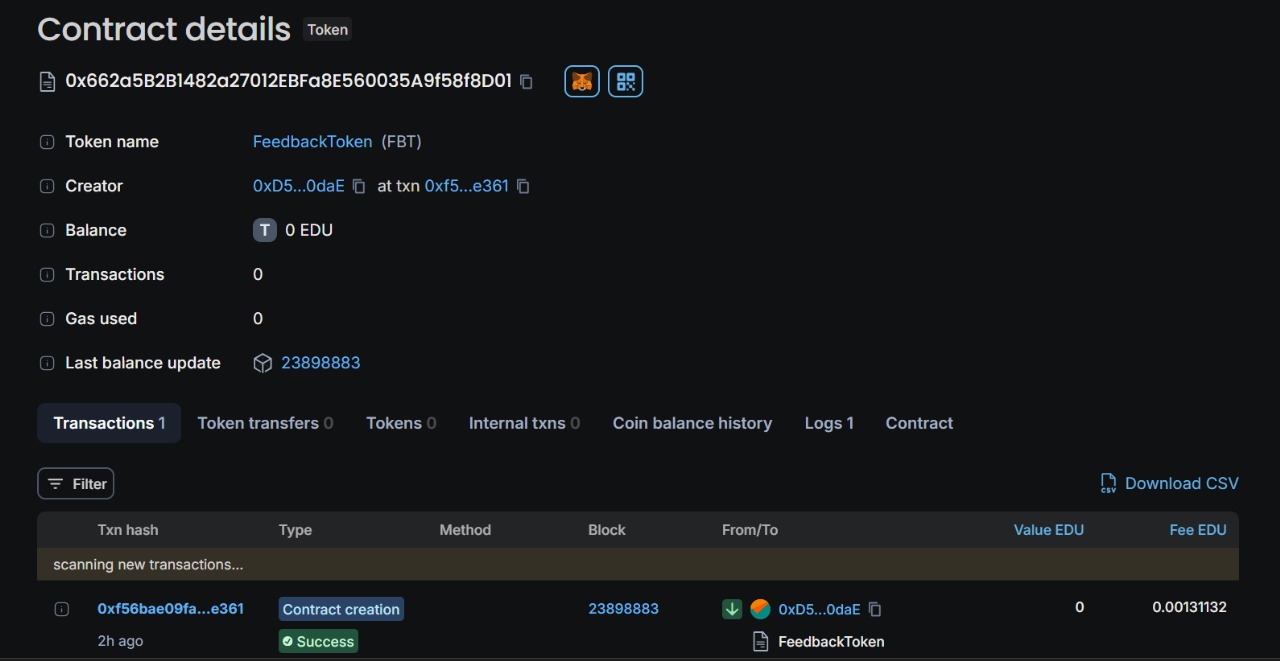 Contract details Token
0x662a5B2B1482a27012EBFa8E560035A9f58f8D01
Token name FeedbackToken (FBT)
Creator 0xD5...0daE at txn 0xf5...e361
Balance T 0 EDU
Transactions 0
Gas used 0
Last balance update 23898883
Transactions 1 Token transfers 0 Tokens 0 Internal txns 0 Coin balance history Logs 1 Contract
Filter CSV Download CSV
Txn hash Type Method Block From/To Value EDU Fee EDU
scanning new transactions...
0xf56bae09fa...e361 Contract creation 23898883 0xD5...0daE 0 0.00131132
2h ago Success FeedbackToken